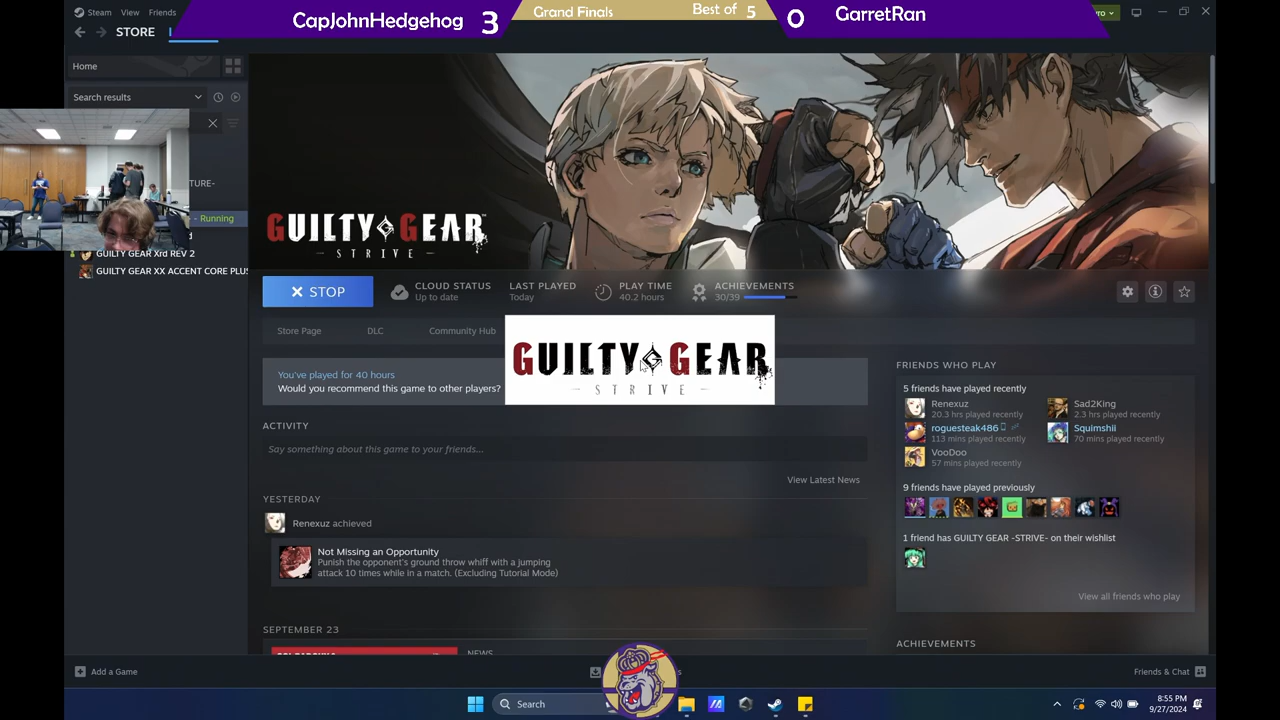 Steam View Friends
CapJohnHedgehog 3 Grand Finals Best of 5 0 GarretRan
STORE
Home
Search results
TURE-
- Running
GUILTY GEAR Xrd REV 2
GUILTY GEAR XX ACCENT CORE PLUS
GUILTY GEAR™
- STRIVE -
STOP
CLOUD STATUS
Up to date
LAST PLAYED
Today
PLAY TIME
40.2 hours
ACHIEVEMENTS
30/39
Store Page DLC Community Hub
GUILTY GEAR
- STRIVE -
You've played for 40 hours
Would you recommend this game to other players?
ACTIVITY
Say something about this game to your friends...
View Latest News
YESTERDAY
Renexuz achieved
Not Missing an Opportunity
Punish the opponent's ground throw whiff with a jumping
attack 10 times while in a match. (Excluding Tutorial Mode)
SEPTEMBER 23
NEWS
FRIENDS WHO PLAY
5 friends have played recently
Renexuz
20.3 hrs played recently
Sad2King
2.3 hrs played recently
roguesteak486
113 mins played recently
Squimshii
70 mins played recently
VooDoo
57 mins played recently
9 friends have played previously
1 friend has GUILTY GEAR -STRIVE- on their wishlist
View all friends who play
ACHIEVEMENTS
Add a Game
Friends & Chat
Search
8:55 PM
9/27/2024